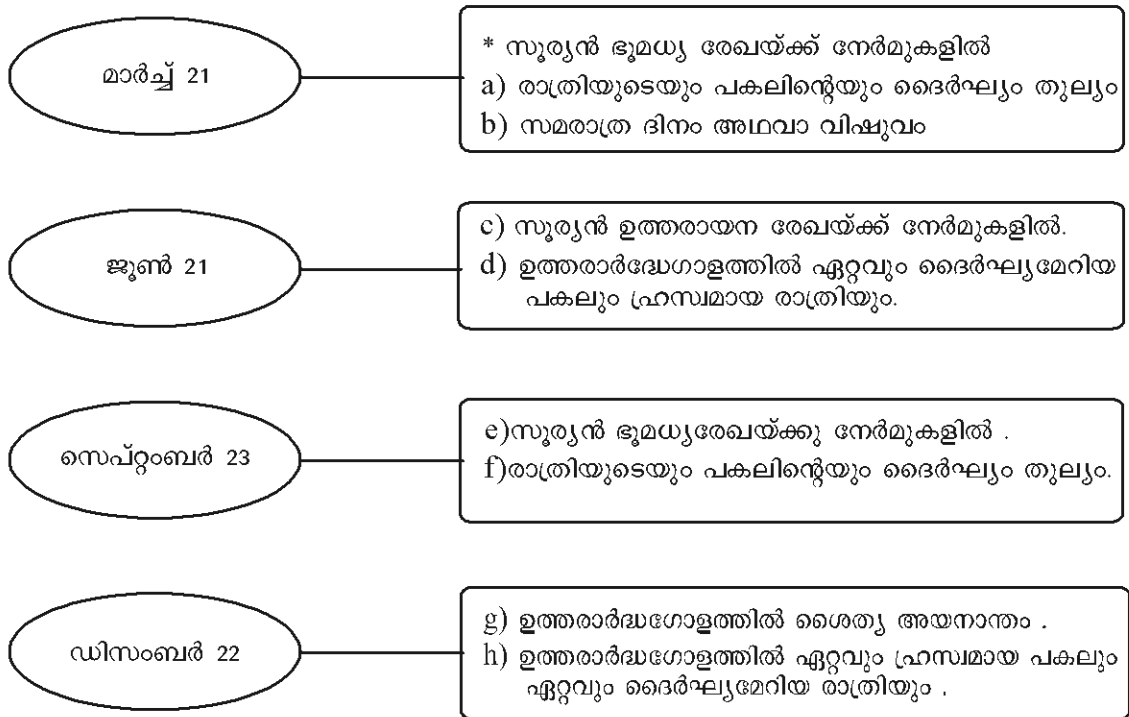 മാർച്ച് 21
* സൂര്യൻ ഭൂമധ്യ രേഖയ്ക്ക് നേർമുകളിൽ
a) രാത്രിയുടെയും പകലിന്റെയും ദൈർഘ്യം തുല്യം
b) സമരാത്ര ദിനം അഥവാ വിഷുവം
ജൂൺ 21
c) സൂര്യൻ ഉത്തരായന രേഖയ്ക്ക് നേർമുകളിൽ.
d) ഉത്തരാർദ്ധേഗാളത്തിൽ ഏറ്റവും ദൈർഘ്യമേറിയ
പകലും ഹ്രസ്വമായ രാത്രിയും.
സെപ്റ്റംബർ 23
e)സൂര്യൻ ഭൂമധ്യരേഖയ്ക്കു നേർമുകളിൽ .
f)രാത്രിയുടെയും പകലിന്റെയും ദൈർഘ്യം തുല്യം.
ഡിസംബർ 22
g) ഉത്തരാർദ്ധഗോളത്തിൽ ശൈത്യ അയനാന്തം .
h) ഉത്തരാർദ്ധഗോളത്തിൽ ഏറ്റവും ഹ്രസ്വമായ പകലും
ഏറ്റവും ദൈർഘ്യമേറിയ രാത്രിയും .